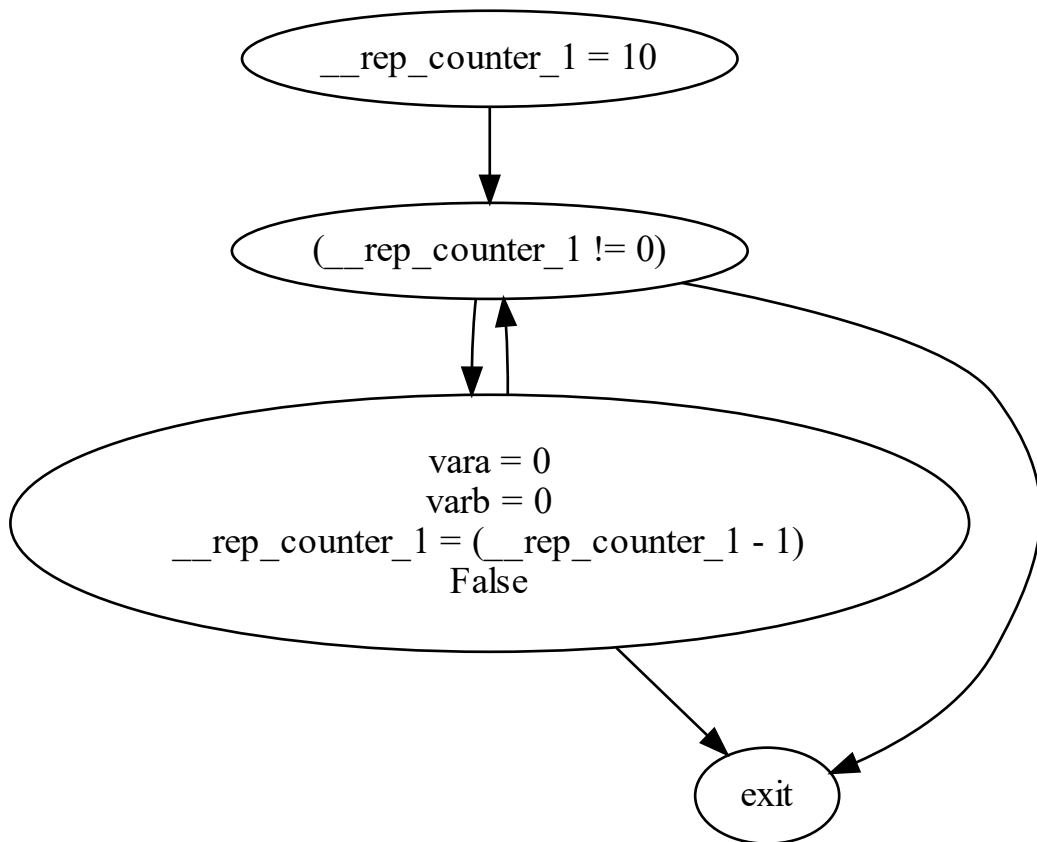 __rep_counter_1 = 10
(__rep_counter_1 != 0)
vara = 0
varb = 0
__rep_counter_1 = (__rep_counter_1 - 1)
False
exit